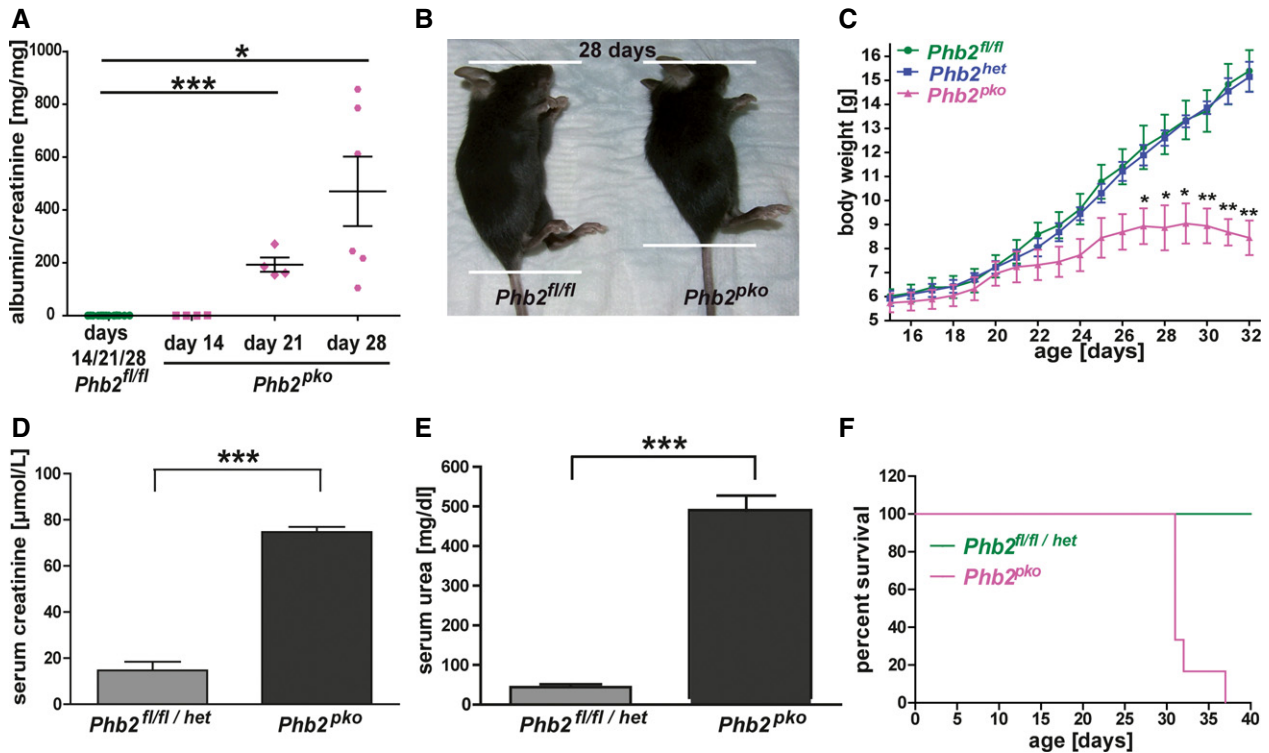 A
albumin/creatinine [mg/mg]
1000
800
600
400
200
0
*
***
days
14/21/28
Phb2fl/fl
day 14
day 21
day 28
Phb2pko
B
28 days
Phb2fl/fl
Phb2pko
C
body weight [g]
16
15
14
13
12
11
10
9
8
7
6
5
Phb2fl/fl
Phb2het
Phb2pko
* * * ** ** **
16 18 20 22 24 26 28 30 32
age [days]
D
serum creatinine [µmol/L]
100
80
60
40
20
0
***
Phb2fl/fl / het
Phb2pko
E
serum urea [mg/dl]
600
500
400
300
200
100
0
***
Phb2fl/fl / het
Phb2pko
F
percent survival
120
100
80
60
40
20
0
Phb2fl/fl / het
Phb2pko
0 5 10 15 20 25 30 35 40
age [days]